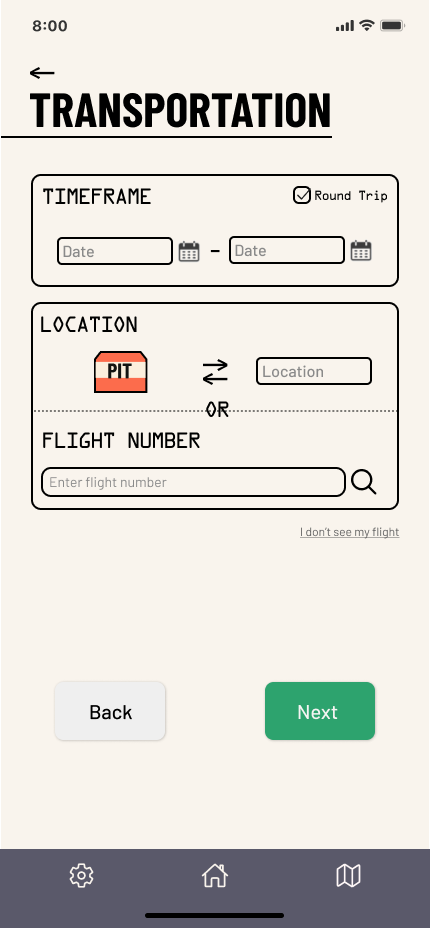 8:00
TRANSPORTATION
TIMEFRAME
Round Trip
Date – Date
LOCATION
PIT
Location
OR
FLIGHT NUMBER
Enter flight number
I don't see my flight
Back
Next